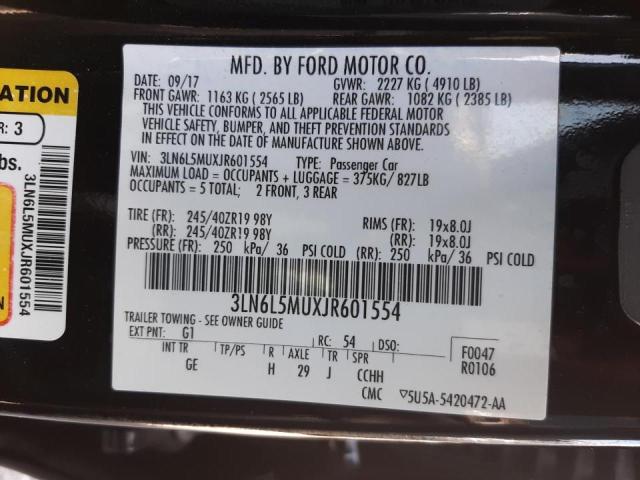 MFD. BY FORD MOTOR CO.
DATE: 09/17 GVWR: 2227 KG ( 4910 LB)
FRONT GAWR: 1163 KG ( 2565 LB) REAR GAWR: 1082 KG ( 2385 LB)
THIS VEHICLE CONFORMS TO ALL APPLICABLE FEDERAL MOTOR
VEHICLE SAFETY, BUMPER, AND THEFT PREVENTION STANDARDS
IN EFFECT ON THE DATE OF MANUFACTURE SHOWN ABOVE.
VIN: 3LN6L5MUXJR601554 TYPE: Passenger Car
MAXIMUM LOAD = OCCUPANTS + LUGGAGE = 375KG/ 827LB
OCCUPANTS = 5 TOTAL; 2 FRONT, 3 REAR
TIRE (FR): 245/40ZR19 98Y RIMS (FR): 19x8.0J
(RR): 245/40ZR19 98Y (RR): 19x8.0J
PRESSURE (FR): 250 kPa/ 36 PSI COLD (RR): 250 kPa/ 36 PSI COLD
3LN6L5MUXJR601554
TRAILER TOWING - SEE OWNER GUIDE
EXT PNT: G1 RC: 54 DSO: F0047
INT TR TP/PS R AXLE TR SPR R0106
GE H 29 J CCHH
CMC ▽5U5A-5420472-AA
ATION
R: 3
bs.
3LN6L5MUXJR601554